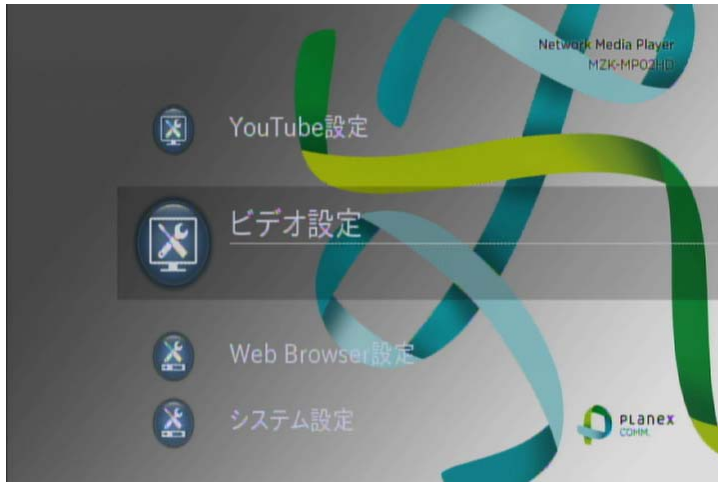 Network Media Player
MZK-MP02HD
YouTube設定
ビデオ設定
Web Browser設定
システム設定
PLANEX
COMM.